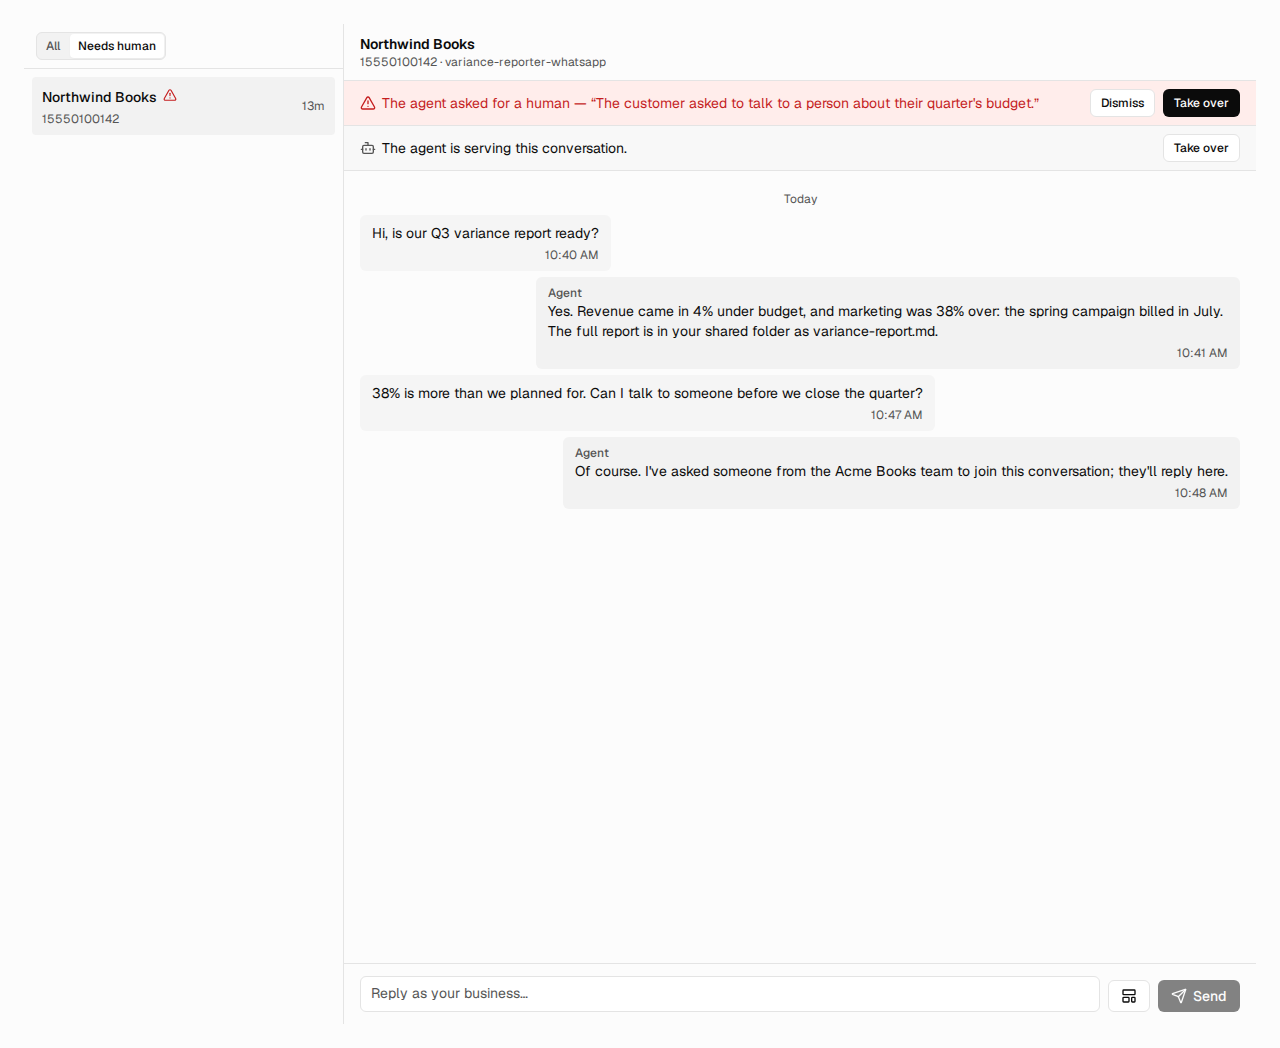 All
Needs human
Northwind Books
13m
15550100142
Northwind Books
15550100142 · variance-reporter-whatsapp
The agent asked for a human — “The customer asked to talk to a person about their quarter's budget.”
Dismiss
Take over
The agent is serving this conversation.
Take over
Today
Hi, is our Q3 variance report ready?
10:40 AM
Agent
Yes. Revenue came in 4% under budget, and marketing was 38% over: the spring campaign billed in July.
The full report is in your shared folder as variance-report.md.
10:41 AM
38% is more than we planned for. Can I talk to someone before we close the quarter?
10:47 AM
Agent
Of course. I've asked someone from the Acme Books team to join this conversation; they'll reply here.
10:48 AM
Reply as your business...
Send